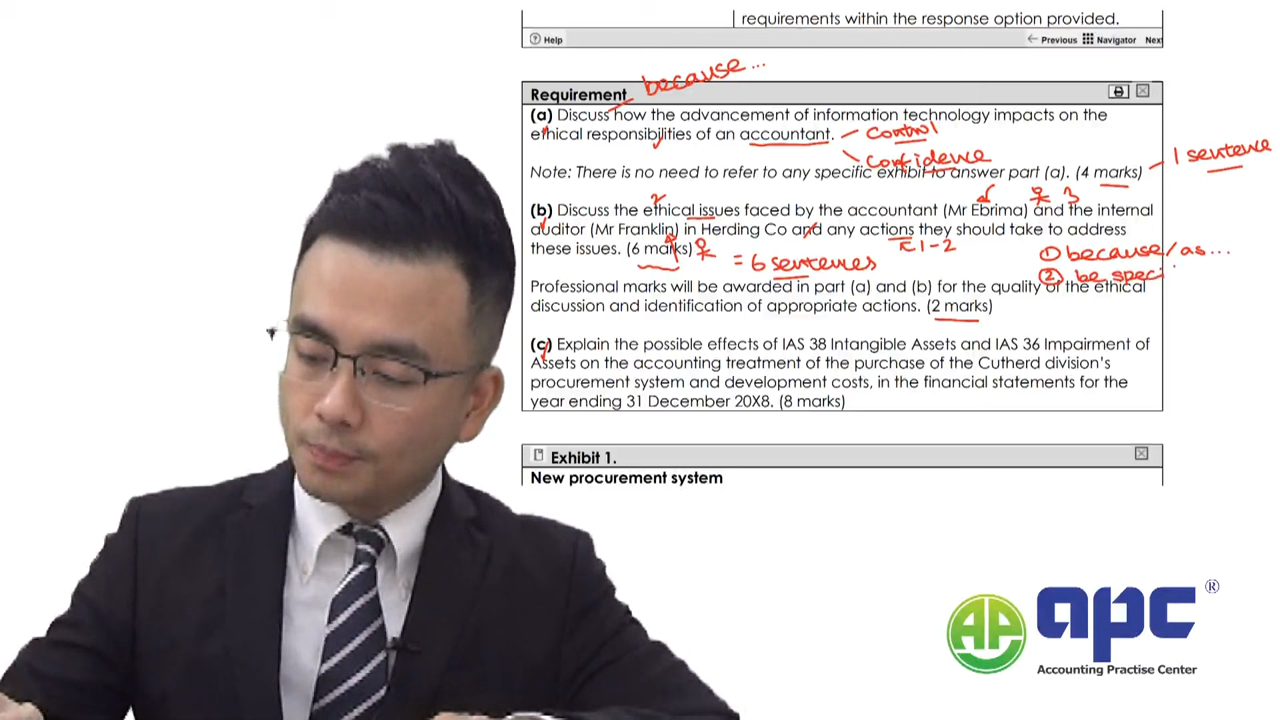 requirements within the response option provided.
Help
Previous
Navigator
Next
because...
Requirement
(a) Discuss how the advancement of information technology impacts on the
ethical responsibilities of an accountant.
control
confidence
1 sentence
Note: There is no need to refer to any specific exhibit to answer part (a). (4 marks)
2
3
(b) Discuss the ethical issues faced by the accountant (Mr Ebrima) and the internal
auditor (Mr Franklin) in Herding Co and any actions they should take to address
these issues. (6 marks)
1-2
= 6 sentences
① because/as...
② be speci
Professional marks will be awarded in part (a) and (b) for the quality of the ethical
discussion and identification of appropriate actions. (2 marks)
(c) Explain the possible effects of IAS 38 Intangible Assets and IAS 36 Impairment of
Assets on the accounting treatment of the purchase of the Cutherd division's
procurement system and development costs, in the financial statements for the
year ending 31 December 20X8. (8 marks)
Exhibit 1.
New procurement system
AP
apc®
Accounting Practise Center